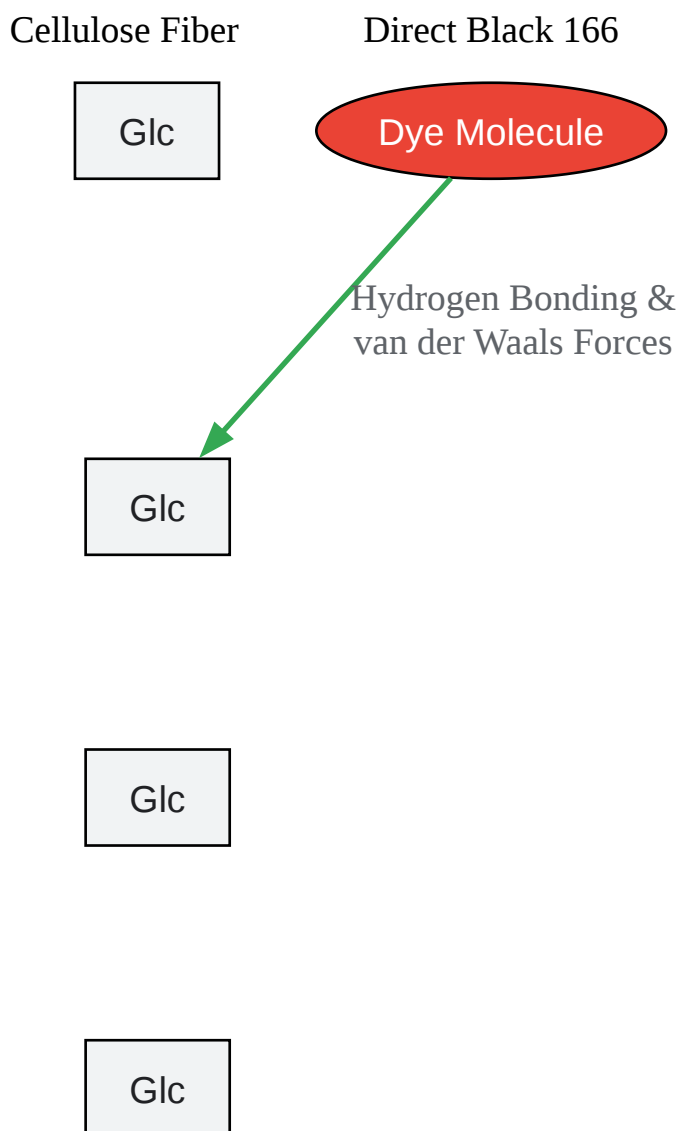 Cellulose Fiber
Direct Black 166
Glc
Dye Molecule
Hydrogen Bonding &
van der Waals Forces
Glc
Glc
Glc